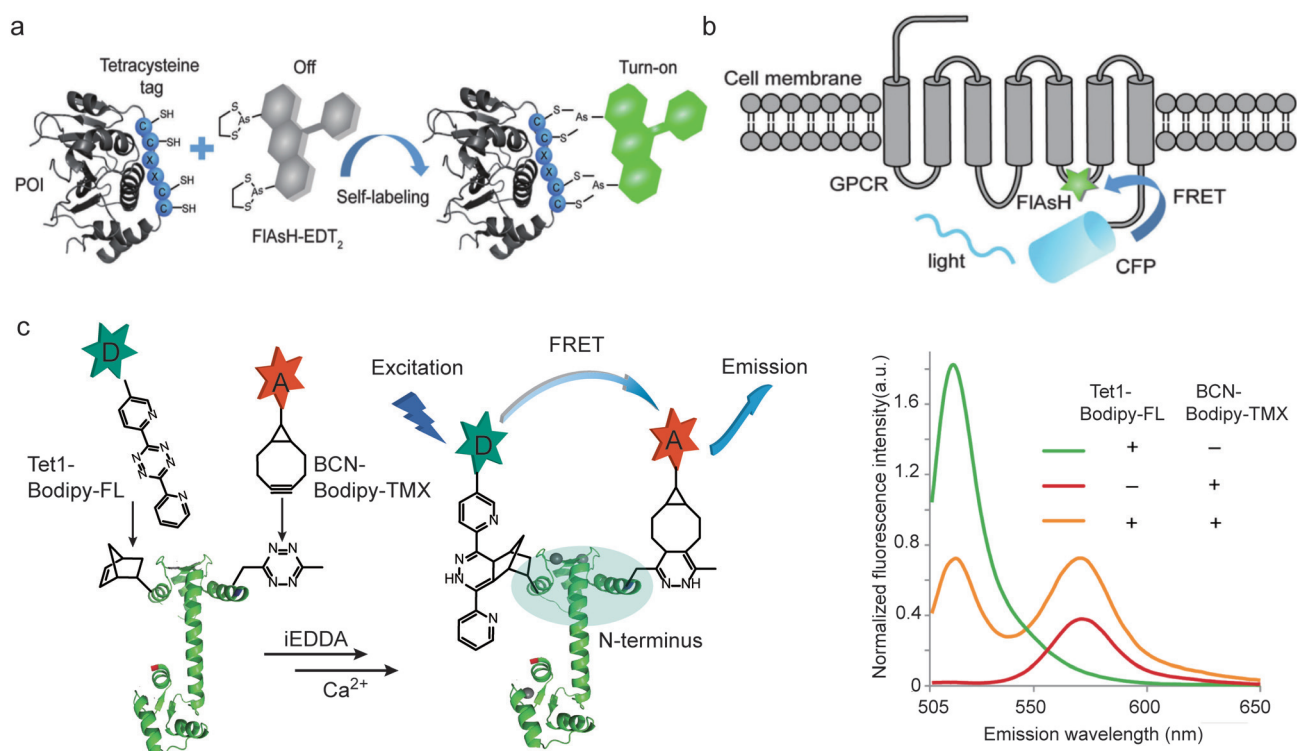 a
Tetracysteine
tag
Off
Turn-on
POI
C
C
X
X
C
C
SH
SH
SH
SH
S
As
S
S
As
S
FlAsH-EDT2
Self-labeling
C
C
X
X
C
C
S
S
S
S
As
As
b
Cell membrane
GPCR
FlAsH
FRET
light
CFP
c
D
A
N
N
N
N
N
N
Tet1-
Bodipy-FL
BCN-
Bodipy-TMX
N
N
N
N
iEDDA
Ca2+
Excitation
FRET
Emission
D
A
N
N
HN
N
N
NH
N-terminus
Normalized fluorescence intensity(a.u.)
1.6
1.2
0.8
0.4
0
505
550
600
650
Emission wavelength (nm)
Tet1-
Bodipy-FL
BCN-
Bodipy-TMX
+ –
– +
+ +